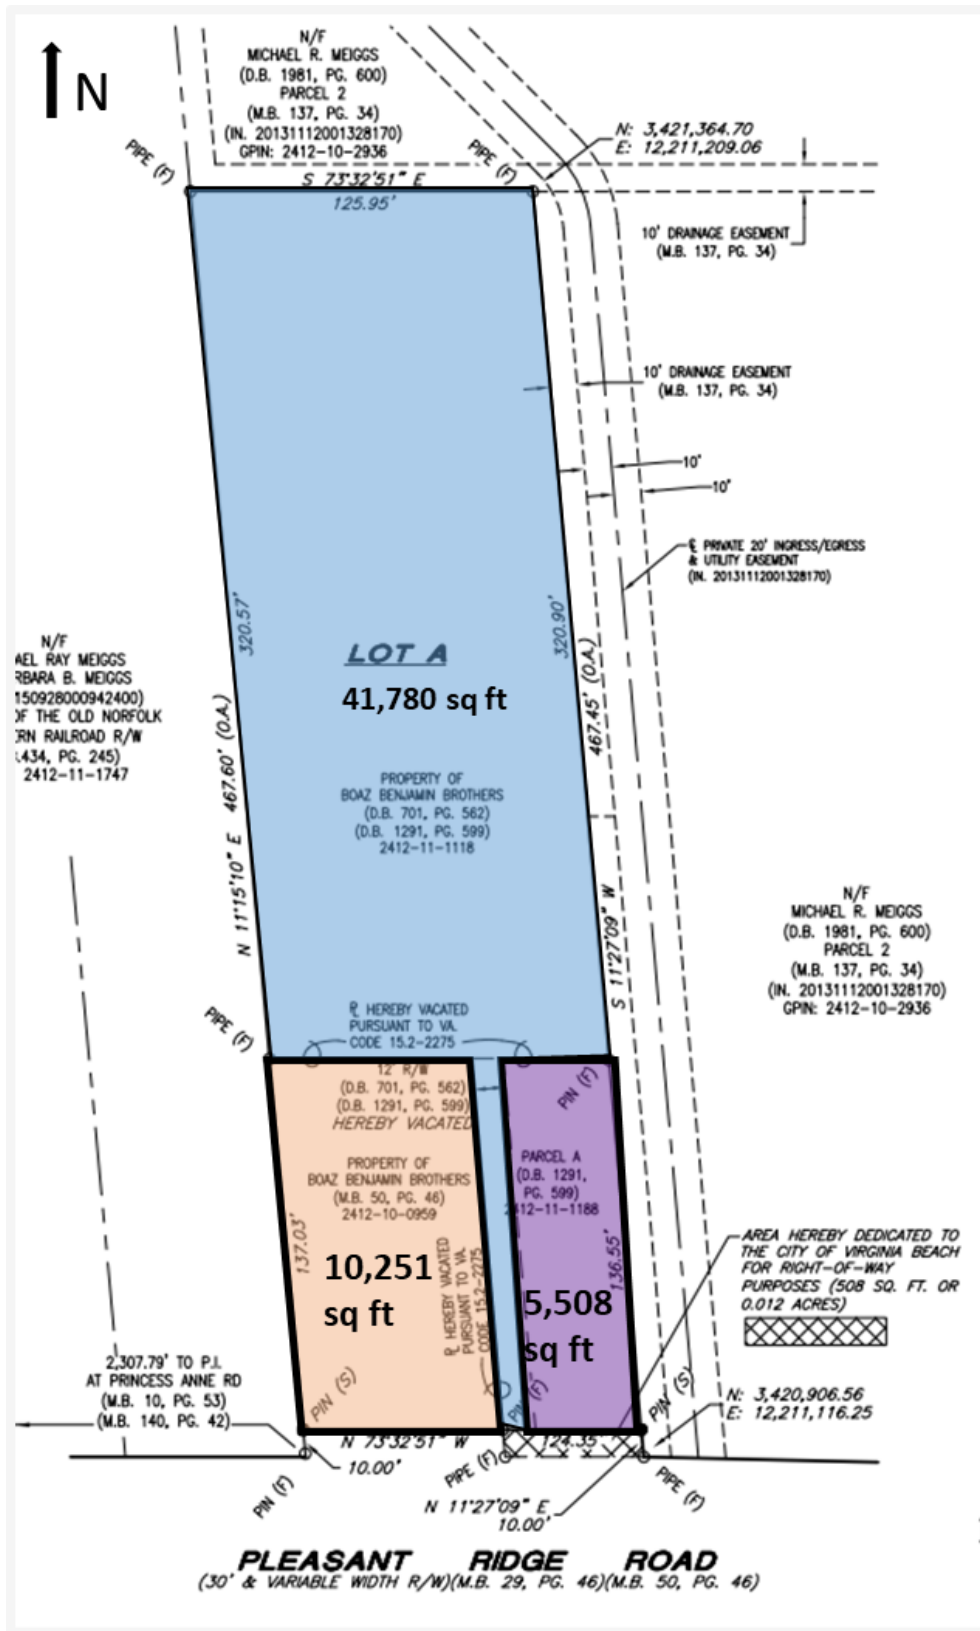 N
N/F
MICHAEL R. MEIGGS
(D.B. 1981, PG. 600)
PARCEL 2
(M.B. 137, PG. 34)
(IN. 20131112001328170)
GPIN: 2412-10-2936
PIPE (F)
PIPE (F)
N: 3,421,364.70
E: 12,211,209.06
S 73°32'51" E
125.95'
10' DRAINAGE EASEMENT
(M.B. 137, PG. 34)
10' DRAINAGE EASEMENT
(M.B. 137, PG. 34)
10'
10'
℄ PRIVATE 20' INGRESS/EGRESS
& UTILITY EASEMENT
(IN. 20131112001328170)
320.57'
320.90'
LOT A
41,780 sq ft
N/F
AEL RAY MEIGGS
RBARA B. MEIGGS
150928000942400)
OF THE OLD NORFOLK
RN RAILROAD R/W
.434, PG. 245)
2412-11-1747
N 11°15'10" E 467.60' (O.A.)
467.45' (O.A.)
S 11°27'09" W
PROPERTY OF
BOAZ BENJAMIN BROTHERS
(D.B. 701, PG. 562)
(D.B. 1291, PG. 599)
2412-11-1118
N/F
MICHAEL R. MEIGGS
(D.B. 1981, PG. 600)
PARCEL 2
(M.B. 137, PG. 34)
(IN. 20131112001328170)
GPIN: 2412-10-2936
PIPE (F)
HEREBY VACATED
PURSUANT TO VA.
CODE 15.2-2275
12' R/W
(D.B. 701, PG. 562)
(D.B. 1291, PG. 599)
HEREBY VACATED
PIN (F)
PROPERTY OF
BOAZ BENJAMIN BROTHERS
(M.B. 50, PG. 46)
2412-10-0959
PARCEL A
(D.B. 1291,
PG. 599)
2412-11-1188
137.03'
10,251
sq ft
HEREBY VACATED
PURSUANT TO VA.
CODE 15.2-2275
136.55'
5,508
sq ft
AREA HEREBY DEDICATED TO
THE CITY OF VIRGINIA BEACH
FOR RIGHT-OF-WAY
PURPOSES (508 SQ. FT. OR
0.012 ACRES)
2,307.79' TO P.I.
AT PRINCESS ANNE RD
(M.B. 10, PG. 53)
(M.B. 140, PG. 42)
PIN (S)
PIN (F)
PIN (S)
N: 3,420,906.56
E: 12,211,116.25
N 73°32'51" W
124.35'
10.00'
PIN (F)
PIPE (F)
PIPE (F)
N 11°27'09" E
10.00'
PLEASANT RIDGE ROAD
(30' & VARIABLE WIDTH R/W)(M.B. 29, PG. 46)(M.B. 50, PG. 46)